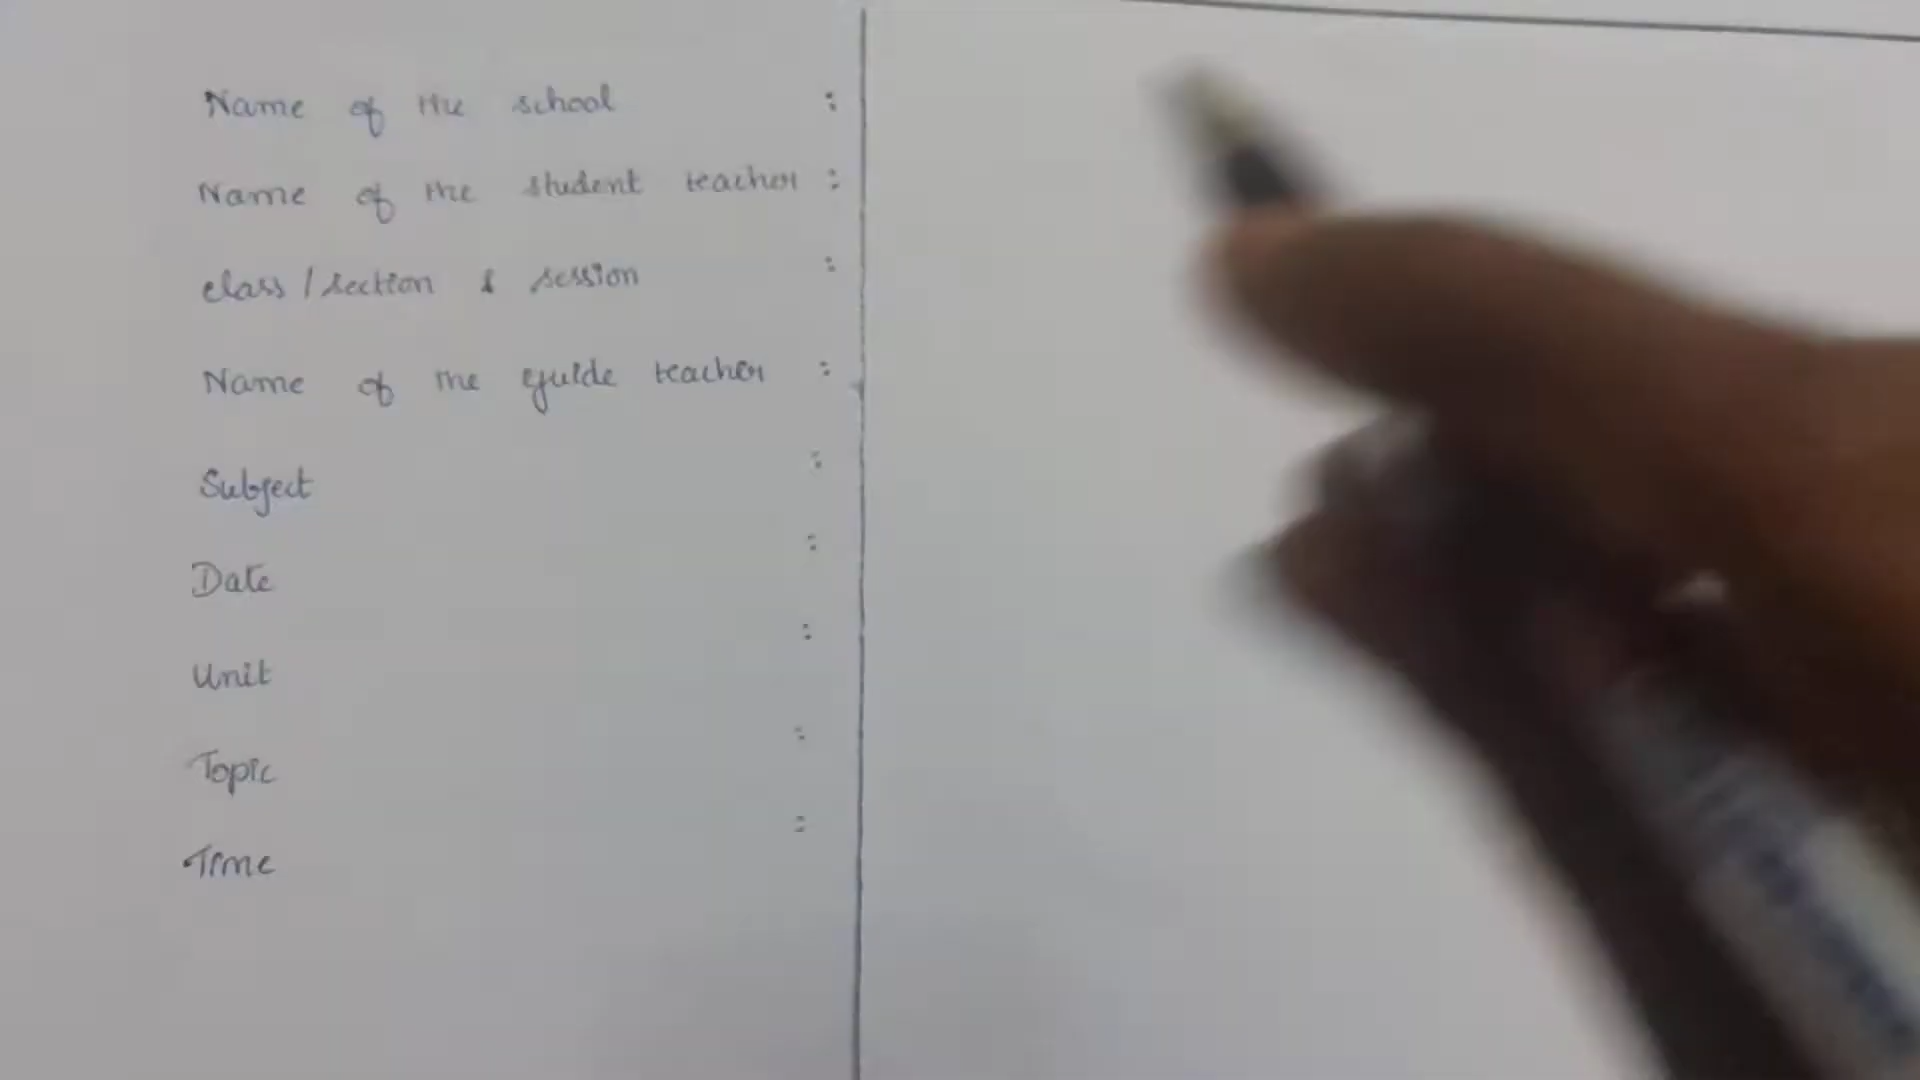 Name of the school :
Name of the student teacher :
class / section & session :
Name of the guide teacher :
Subject :
Date :
Unit :
Topic :
Time :